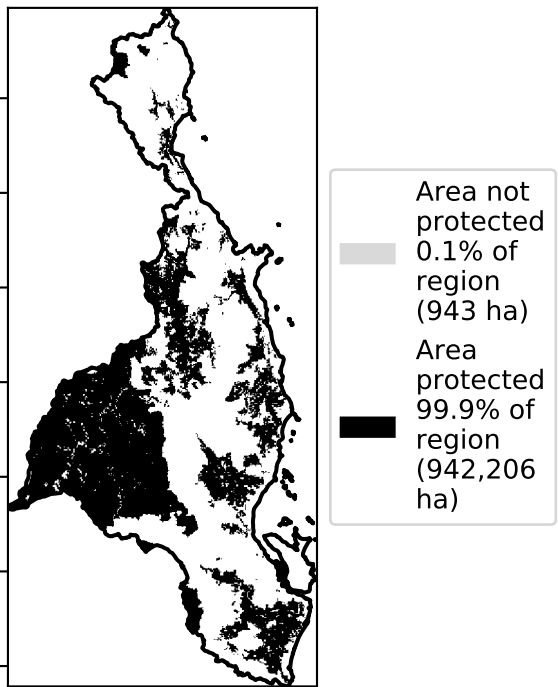 Area not
protected
0.1% of
region
(943 ha)
Area
protected
99.9% of
region
(942,206
ha)